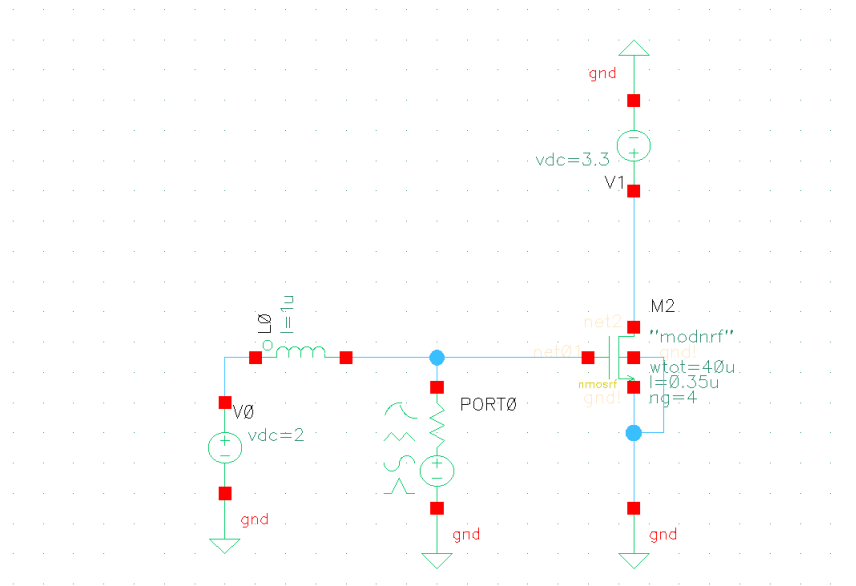 gnd
vdc=3.3
V1
L0
l=1u
M2
net2
"modnrf"
gnd!
wtot=40u
nmosrf
l=0.35u
gnd!
ng=4
PORT0
V0
vdc=2
gnd
gnd
gnd